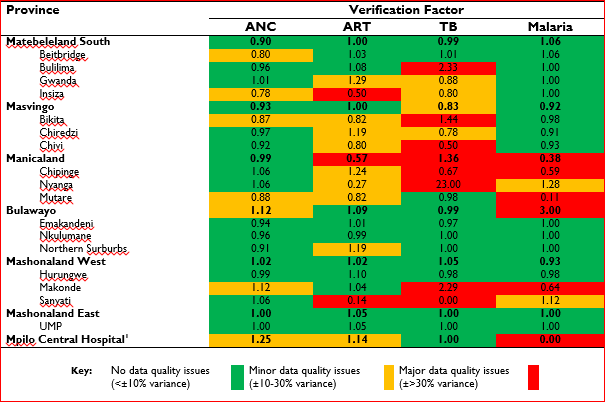 Province Verification Factor
ANC ART TB Malaria
Matebeleland South 0.90 1.00 0.99 1.06
Beitbridge 0.80 1.03 1.01 1.06
Bulilima 0.96 1.08 2.33 1.00
Gwanda 1.01 1.29 0.88 1.00
Insiza 0.78 0.50 0.80 1.00
Masvingo 0.93 1.00 0.83 0.92
Bikita 0.87 0.82 1.44 0.98
Chiredzi 0.97 1.19 0.78 0.91
Chivi 0.92 0.80 0.50 0.93
Manicaland 0.99 0.57 1.36 0.38
Chipinge 1.06 1.24 0.67 0.59
Nyanga 1.06 0.27 23.00 1.28
Mutare 0.88 0.82 0.98 0.11
Bulawayo 1.12 1.09 0.99 3.00
Emakandeni 0.94 1.01 0.97 1.00
Nkulumane 0.96 0.99 1.00 1.00
Northern Surburbs 0.91 1.19 1.00 1.00
Mashonaland West 1.02 1.02 1.05 0.93
Hurungwe 0.99 1.10 0.98 0.98
Makonde 1.12 1.04 2.29 0.64
Sanyati 1.06 0.14 0.00 1.12
Mashonaland East 1.00 1.05 1.00 1.00
UMP 1.00 1.05 1.00 1.00
Mpilo Central Hospital¹ 1.25 1.14 1.00 0.00
Key: No data quality issues Minor data quality issues Major data quality issues
(<±10% variance) (±10-30% variance) (±>30% variance)